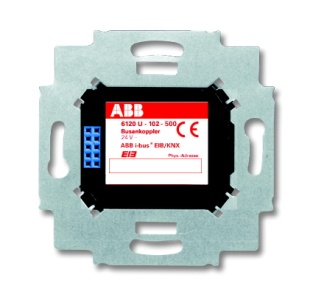 ABB
6120 U - 102 - 500
Busankoppler
24 V -
CE
ABB i-bus® EIB/KNX
EIB
Phys. Adresse